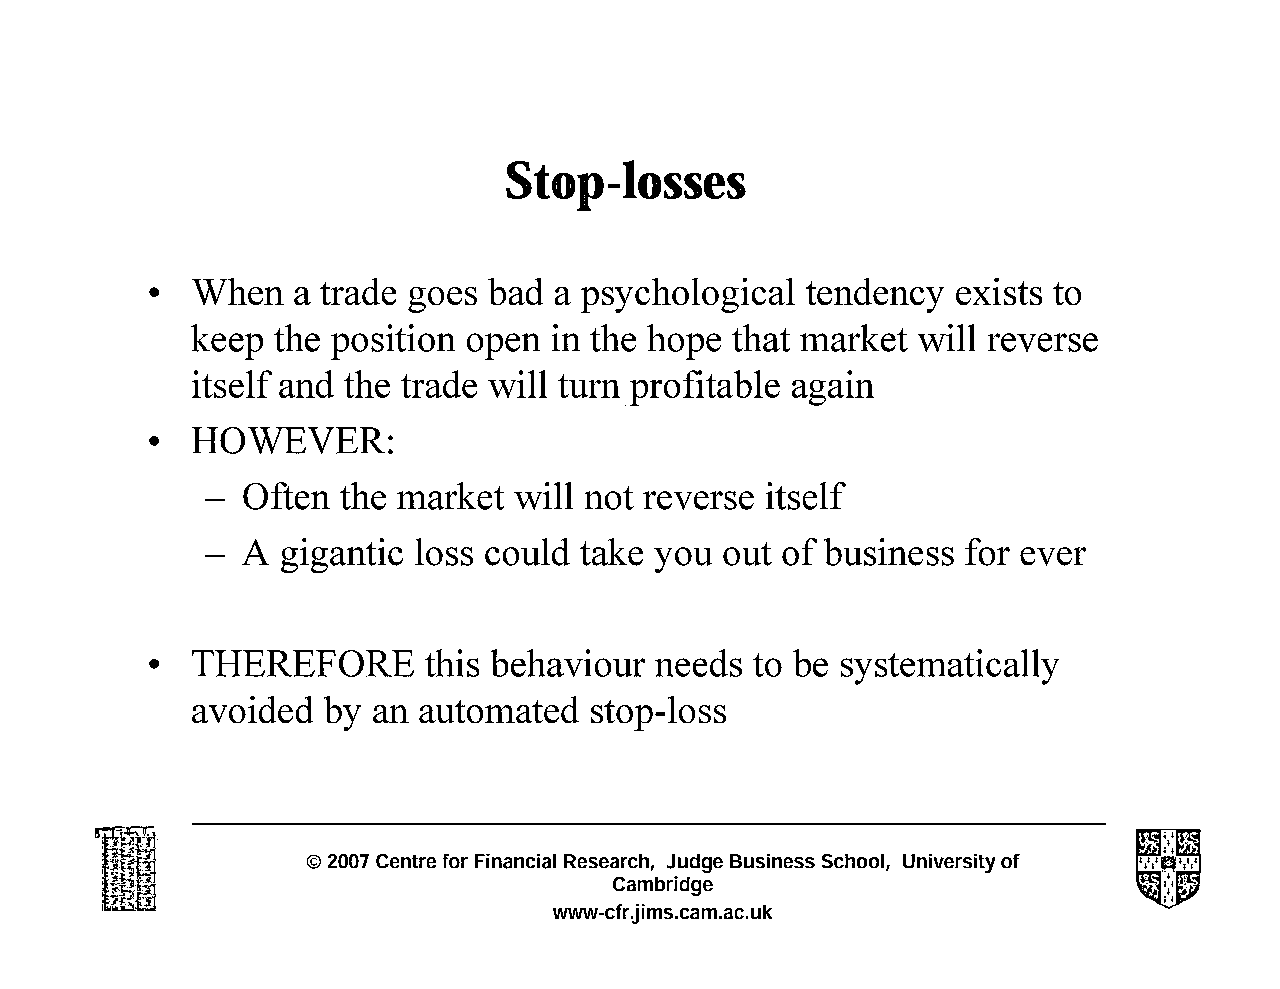 Stop-losses
• When a trade goes bad a psychological tendency exists to
keep the position open in the hope that market will reverse
itself and the trade will turn profitable again
• HOWEVER:
– Often the market will not reverse itself
– A gigantic loss could take you out of business for ever
• THEREFORE this behaviour needs to be systematically
avoided by an automated stop-loss
© 2007 Centre for Financial Research, Judge Business School, University of
Cambridge
www-cfr.jims.cam.ac.uk